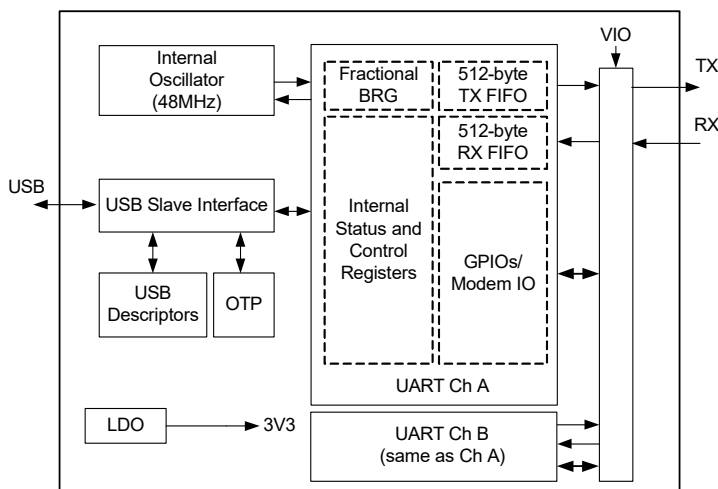 Internal
Oscillator
(48MHz)
Fractional
BRG
512-byte
TX FIFO
VIO
TX
512-byte
RX FIFO
RX
USB
USB Slave Interface
Internal
Status and
Control
Registers
GPIOs/
Modem IO
USB
Descriptors
OTP
UART Ch A
LDO
3V3
UART Ch B
(same as Ch A)